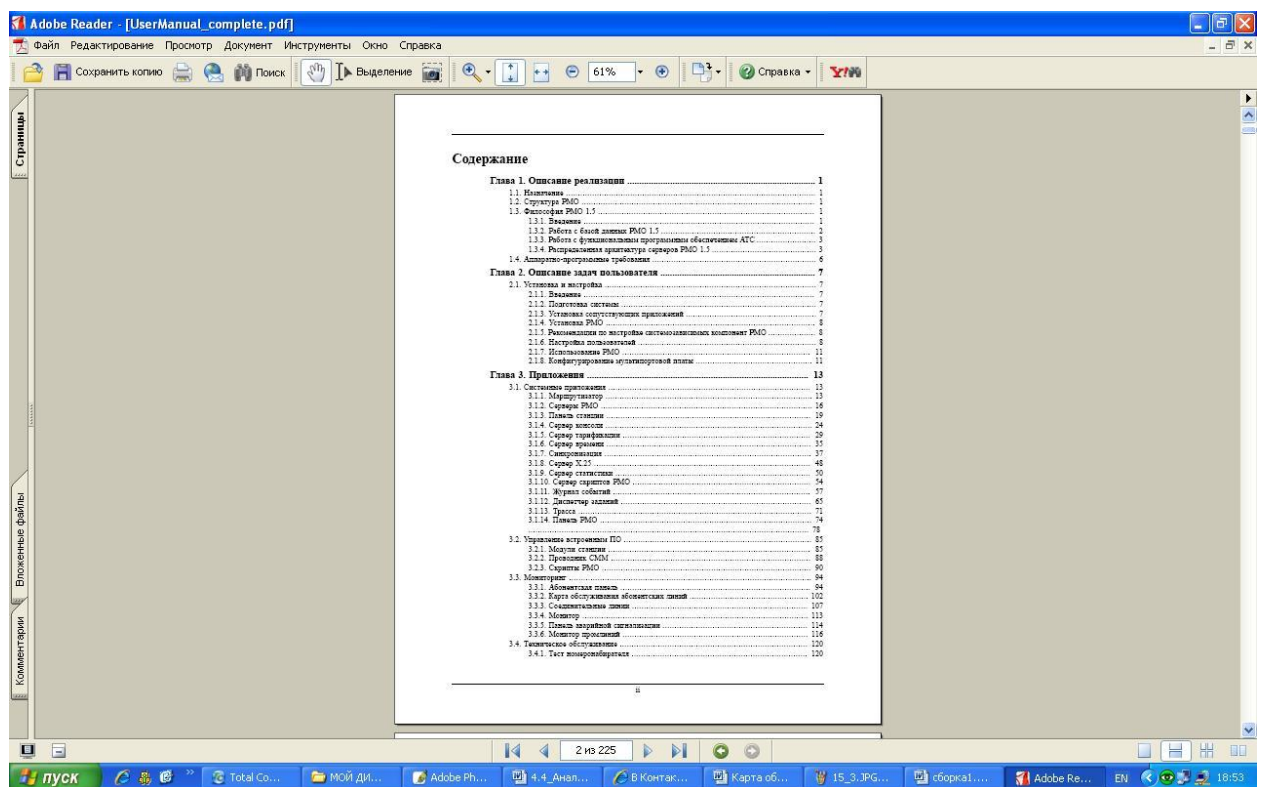 Adobe Reader - [UserManual_complete.pdf]
Файл Редактирование Просмотр Документ Инструменты Окно Справка
Сохранить копию Поиск Выделение 61% Справка Y!
Страницы
Вложенные файлы
Комментарии
Содержание
Глава 1. Описание реализации ... 1
1.1. Назначение ... 1
1.2. Структура РМО ... 1
1.3. Философия РМО 1.5 ... 1
1.3.1. Введение ... 1
1.3.2. Работа с базой данных РМО 1.5 ... 2
1.3.3. Работа с функциональным программным обеспечением АТС ... 3
1.3.4. Распределенная архитектура серверов РМО 1.5 ... 3
1.4. Аппаратно-программные требования ... 6
Глава 2. Описание задач пользователя ... 7
2.1. Установка и настройка ... 7
2.1.1. Введение ... 7
2.1.2. Подготовка системы ... 7
2.1.3. Установка сопутствующих приложений ... 7
2.1.4. Установка РМО ... 8
2.1.5. Рекомендации по настройке системозависимых компонент РМО ... 8
2.1.6. Настройка пользователей ... 8
2.1.7. Использование РМО ... 11
2.1.8. Конфигурирование мультипортовой платы ... 11
Глава 3. Приложения ... 13
3.1. Системные приложения ... 13
3.1.1. Маршрутизатор ... 13
3.1.2. Серверы РМО ... 16
3.1.3. Панель станции ... 19
3.1.4. Сервер консоли ... 24
3.1.5. Сервер тарификации ... 29
3.1.6. Сервер времени ... 35
3.1.7. Синхронизация ... 37
3.1.8. Сервер X.25 ... 48
3.1.9. Сервер статистики ... 50
3.1.10. Сервер скриптов РМО ... 54
3.1.11. Журнал событий ... 57
3.1.12. Диспетчер заданий ... 65
3.1.13. Трасса ... 71
3.1.14. Панель РМО ... 74
... 78
3.2. Управление встроенным ПО ... 85
3.2.1. Модули станции ... 85
3.2.2. Проводник СММ ... 88
3.2.3. Скрипты РМО ... 90
3.3. Мониторинг ... 94
3.3.1. Абонентская панель ... 94
3.3.2. Карта обслуживания абонентских линий ... 102
3.3.3. Соединительные линии ... 107
3.3.4. Монитор ... 113
3.3.5. Панель аварийной сигнализации ... 114
3.3.6. Монитор промлиний ... 116
3.4. Техническое обслуживание ... 120
3.4.1. Тест номеронабирателя ... 120
ii
2 из 225
пуск Total Co... МОЙ ДИ... Adobe Ph... 4.4_Анал... В Контак... Карта об... 15_3.JPG... сборка1.... Adobe Re... EN 18:53